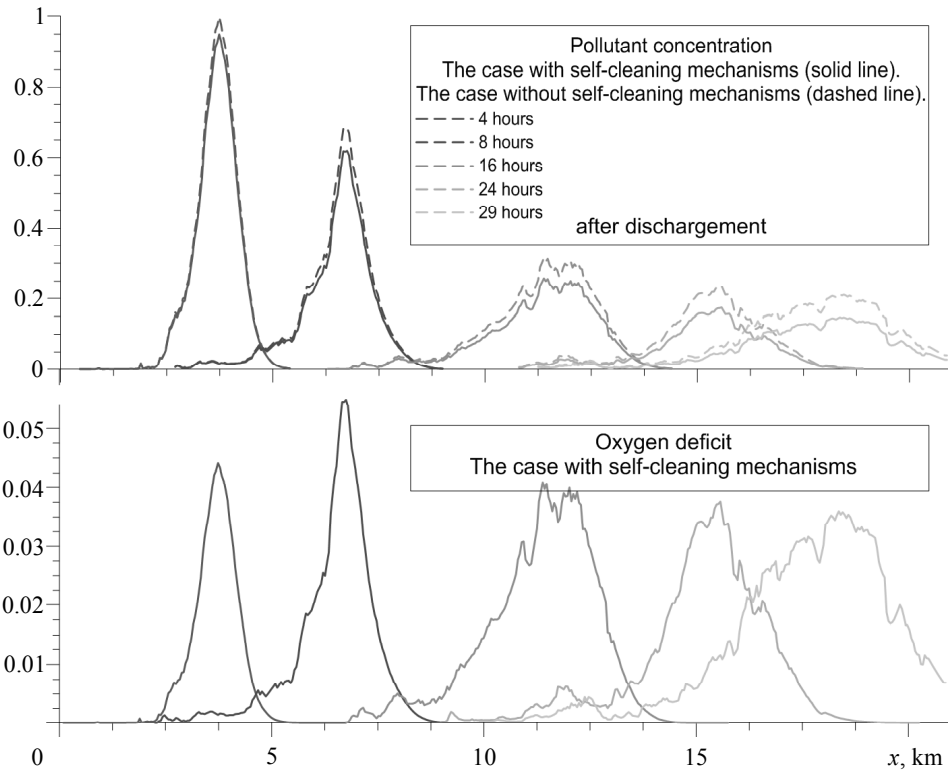 1
0.8
0.6
0.4
0.2
0
Pollutant concentration
The case with self-cleaning mechanisms (solid line).
The case without self-cleaning mechanisms (dashed line).
4 hours
8 hours
16 hours
24 hours
29 hours
after dischargement
0.05
0.04
0.03
0.02
0.01
Oxygen deficit
The case with self-cleaning mechanisms
0 5 10 15 x, km